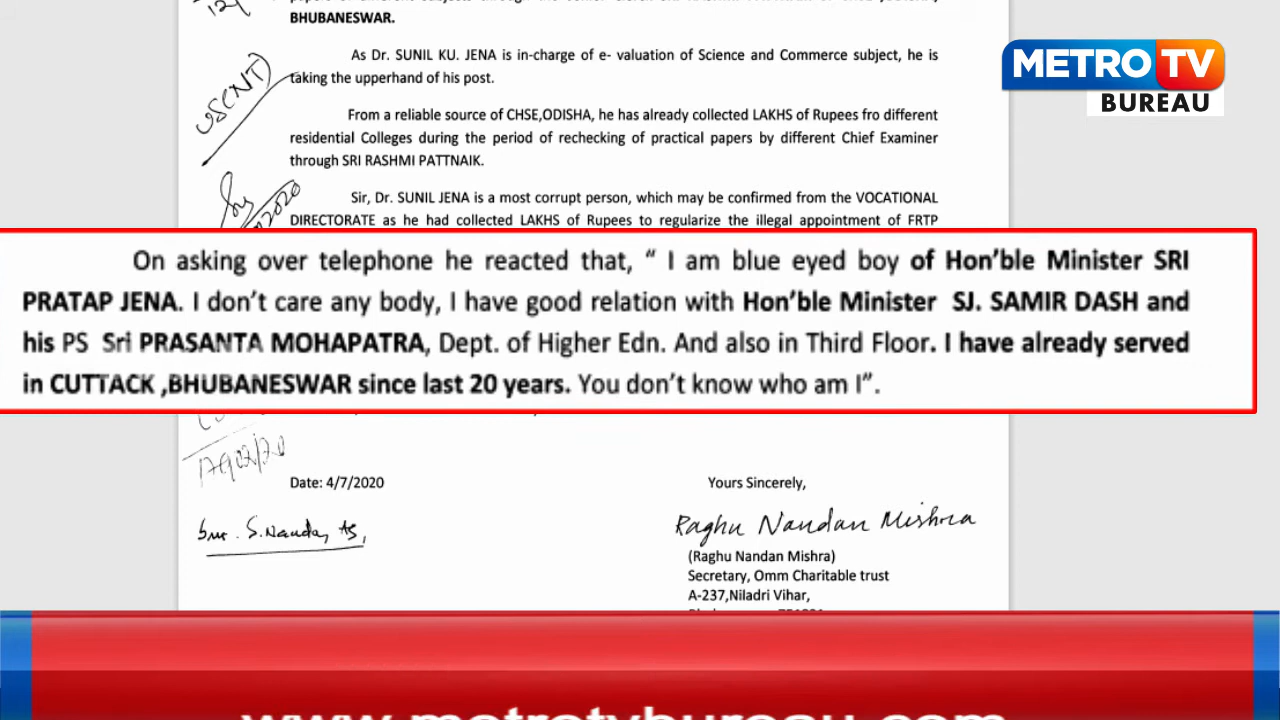 BHUBANESWAR.
METRO TV
BUREAU
As Dr. SUNIL KU. JENA is in-charge of e- valuation of Science and Commerce subject, he is
taking the upperhand of his post.
From a reliable source of CHSE,ODISHA, he has already collected LAKHS of Rupees fro different
residential Colleges during the period of rechecking of practical papers by different Chief Examiner
through SRI RASHMI PATTNAIK.
Sir, Dr. SUNIL JENA is a most corrupt person, which may be confirmed from the VOCATIONAL
DIRECTORATE as he had collected LAKHS of Rupees to regularize the illegal appointment of FRTP
On asking over telephone he reacted that, “ I am blue eyed boy of Hon’ble Minister SRI
PRATAP JENA. I don’t care any body, I have good relation with Hon’ble Minister SJ. SAMIR DASH and
his PS Sri PRASANTA MOHAPATRA, Dept. of Higher Edn. And also in Third Floor. I have already served
in CUTTACK ,BHUBANESWAR since last 20 years. You don’t know who am I”.
Date: 4/7/2020
Yours Sincerely,
Raghu Nandan Mishra
(Raghu Nandan Mishra)
Secretary, Omm Charitable trust
A-237,Niladri Vihar,
www.metrotvbureau.com